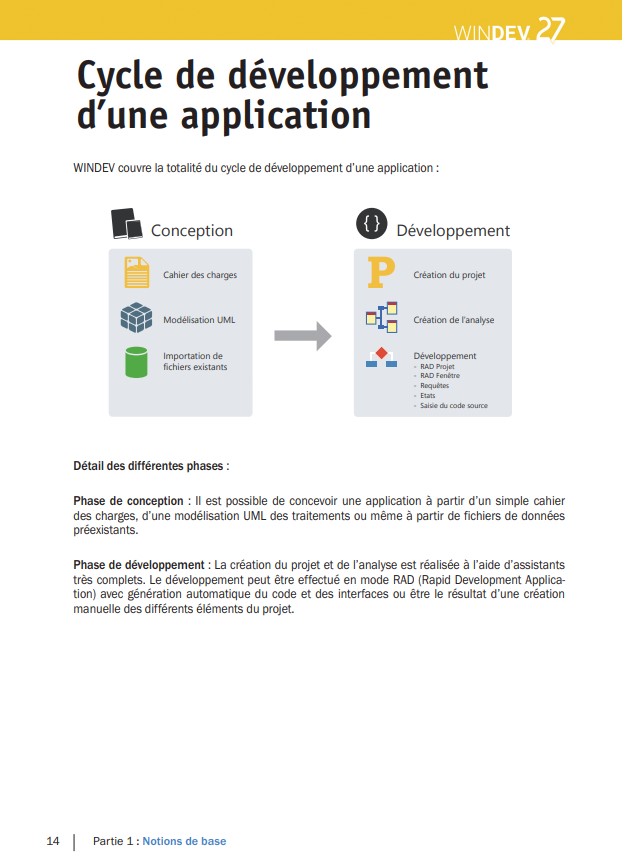 WINDEV 27
Cycle de développement
d'une application
WINDEV couvre la totalité du cycle de développement d'une application :
Conception
Cahier des charges
Modélisation UML
Importation de
fichiers existants
{ } Développement
P Création du projet
Création de l'analyse
Développement
- RAD Projet
- RAD Fenêtre
- Requêtes
- Etats
- Saisie du code source
Détail des différentes phases :
Phase de conception : Il est possible de concevoir une application à partir d'un simple cahier
des charges, d'une modélisation UML des traitements ou même à partir de fichiers de données
préexistants.
Phase de développement : La création du projet et de l'analyse est réalisée à l'aide d'assistants
très complets. Le développement peut être effectué en mode RAD (Rapid Development Applica-
tion) avec génération automatique du code et des interfaces ou être le résultat d'une création
manuelle des différents éléments du projet.
14 | Partie 1 : Notions de base